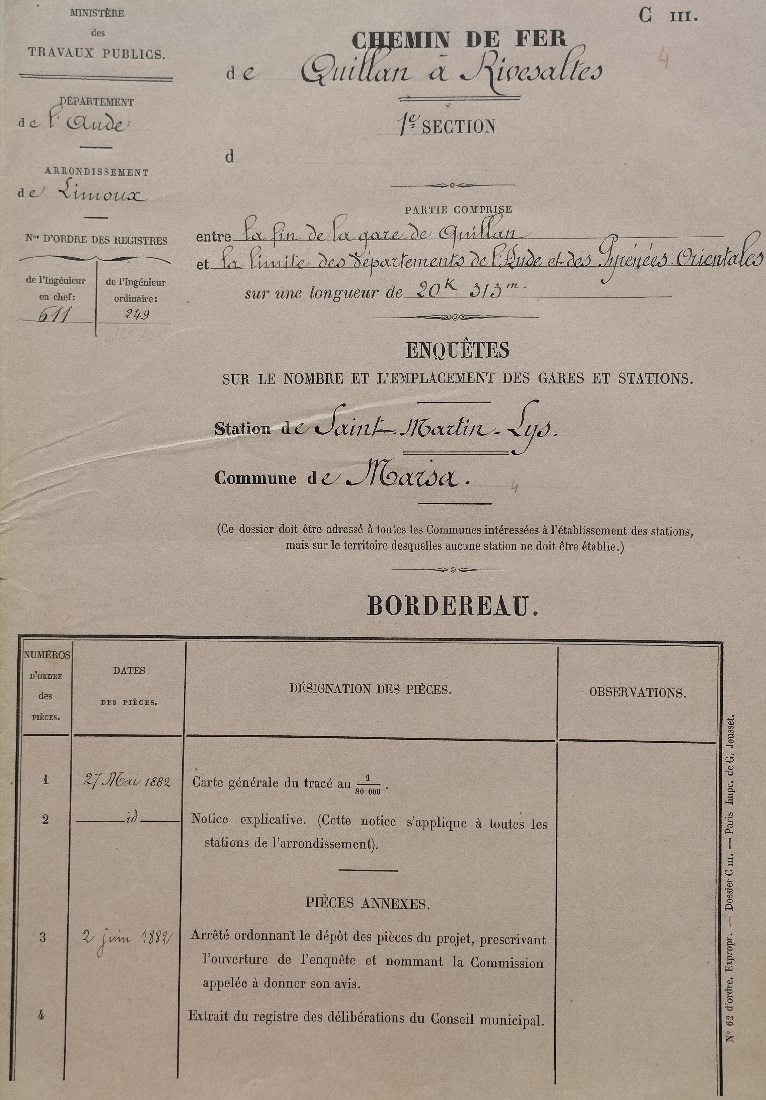 MINISTÈRE
des
TRAVAUX PUBLICS.
DÉPARTEMENT
de l'Aude
ARRONDISSEMENT
de Limoux
Nos D'ORDRE DES REGISTRES
de l'Ingénieur
en chef:
611
de l'Ingénieur
ordinaire:
249
C III.
4
CHEMIN DE FER
de Quillan à Rivesaltes
1e SECTION
d
PARTIE COMPRISE
entre la fin de la gare de Quillan
et la limite des départements de l'Aude et des Pyrénées-Orientales
sur une longueur de 20K 313m.
ENQUÊTES
SUR LE NOMBRE ET L'EMPLACEMENT DES GARES ET STATIONS.
Station de Saint-Martin-Lys.
Commune de Marsa.
4
(Ce dossier doit être adressé à toutes les Communes intéressées à l'établissement des stations,
mais sur le territoire desquelles aucune station ne doit être établie.)
BORDEREAU.
NUMÉROS
D'ORDRE
des
PIÈCES.
DATES
DES PIÈCES.
DÉSIGNATION DES PIÈCES.
OBSERVATIONS.
1 27 Mai 1882 Carte générale du tracé au 1/80 000.
2 id Notice explicative. (Cette notice s'applique à toutes les
stations de l'arrondissement).
PIÈCES ANNEXES.
3 2 juin 1882 Arrêté ordonnant le dépôt des pièces du projet, prescrivant
l'ouverture de l'enquête et nommant la Commission
appelée à donner son avis.
4 Extrait du registre des délibérations du Conseil municipal.
N° 62 d'ordre. Expropr. — Dossier C III. — Paris Impr. de G. Jousset.